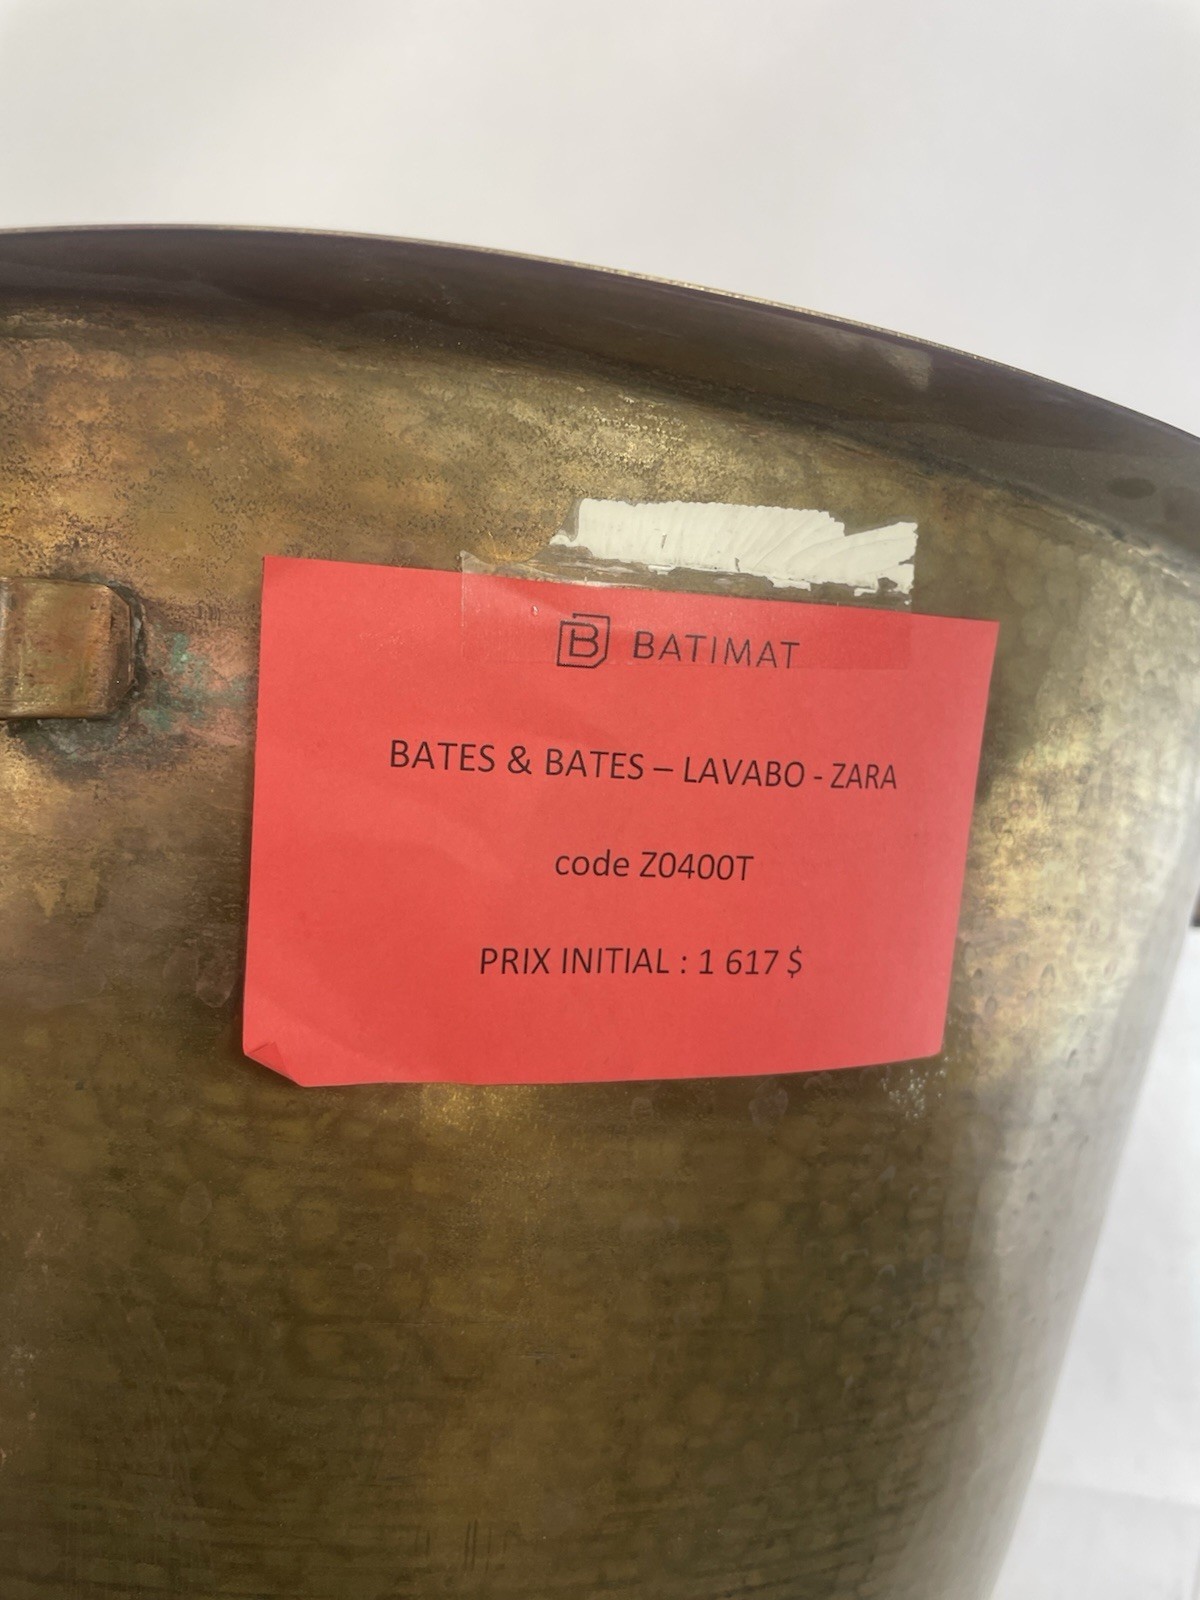 BATIMAT
BATES & BATES – LAVABO - ZARA
code Z0400T
PRIX INITIAL : 1 617 $